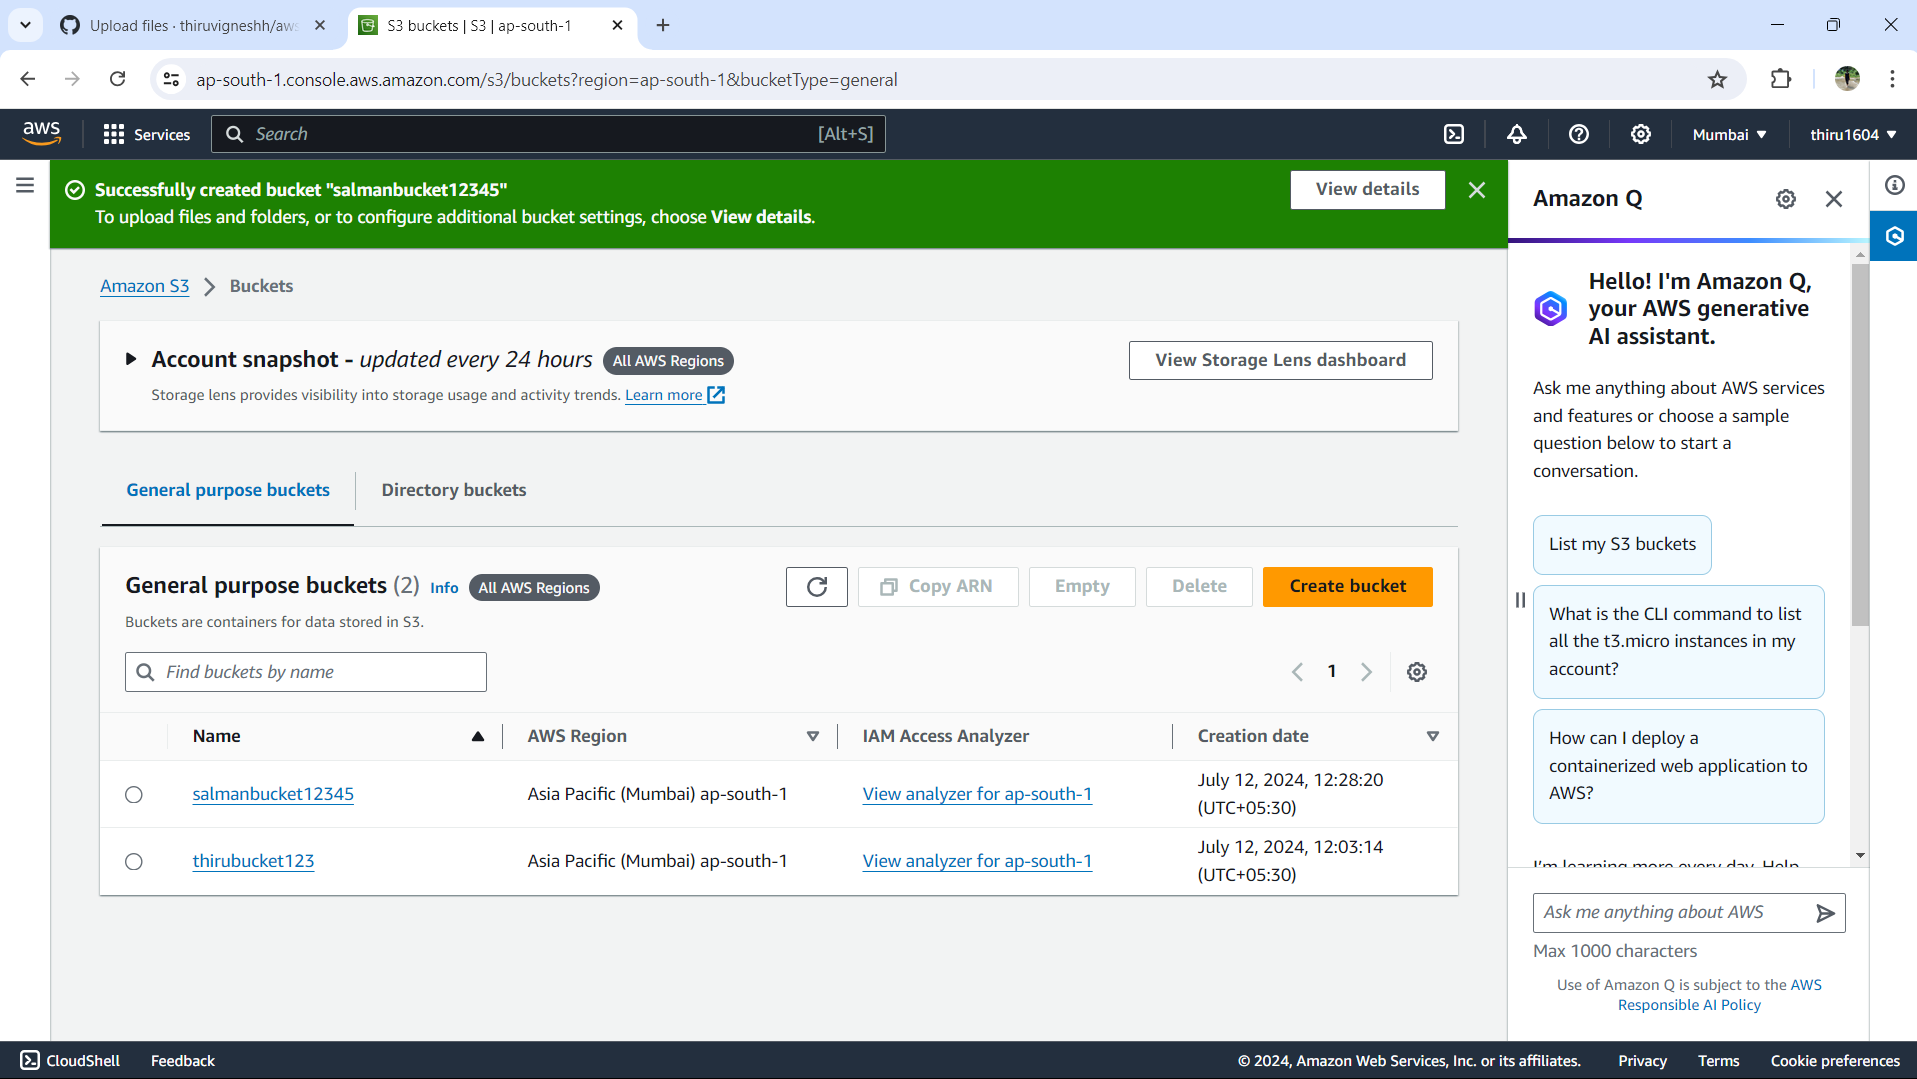 Upload files · thiruvigneshh/aws
S3 buckets | S3 | ap-south-1
ap-south-1.console.aws.amazon.com/s3/buckets?region=ap-south-1&bucketType=general
aws
Services
Search
[Alt+S]
Mumbai
thiru1604
Successfully created bucket "salmanbucket12345"
To upload files and folders, or to configure additional bucket settings, choose View details.
View details
Amazon S3
Buckets
Account snapshot - updated every 24 hours
All AWS Regions
Storage lens provides visibility into storage usage and activity trends. Learn more
View Storage Lens dashboard
General purpose buckets
Directory buckets
General purpose buckets (2)
Info
All AWS Regions
Buckets are containers for data stored in S3.
Copy ARN
Empty
Delete
Create bucket
Find buckets by name
1
Name
AWS Region
IAM Access Analyzer
Creation date
salmanbucket12345
Asia Pacific (Mumbai) ap-south-1
View analyzer for ap-south-1
July 12, 2024, 12:28:20
(UTC+05:30)
thirubucket123
Asia Pacific (Mumbai) ap-south-1
View analyzer for ap-south-1
July 12, 2024, 12:03:14
(UTC+05:30)
Amazon Q
Hello! I'm Amazon Q,
your AWS generative
AI assistant.
Ask me anything about AWS services
and features or choose a sample
question below to start a
conversation.
List my S3 buckets
What is the CLI command to list
all the t3.micro instances in my
account?
How can I deploy a
containerized web application to
AWS?
I'm learning more every day. Help
Ask me anything about AWS
Max 1000 characters
Use of Amazon Q is subject to the AWS
Responsible AI Policy
CloudShell
Feedback
© 2024, Amazon Web Services, Inc. or its affiliates.
Privacy
Terms
Cookie preferences